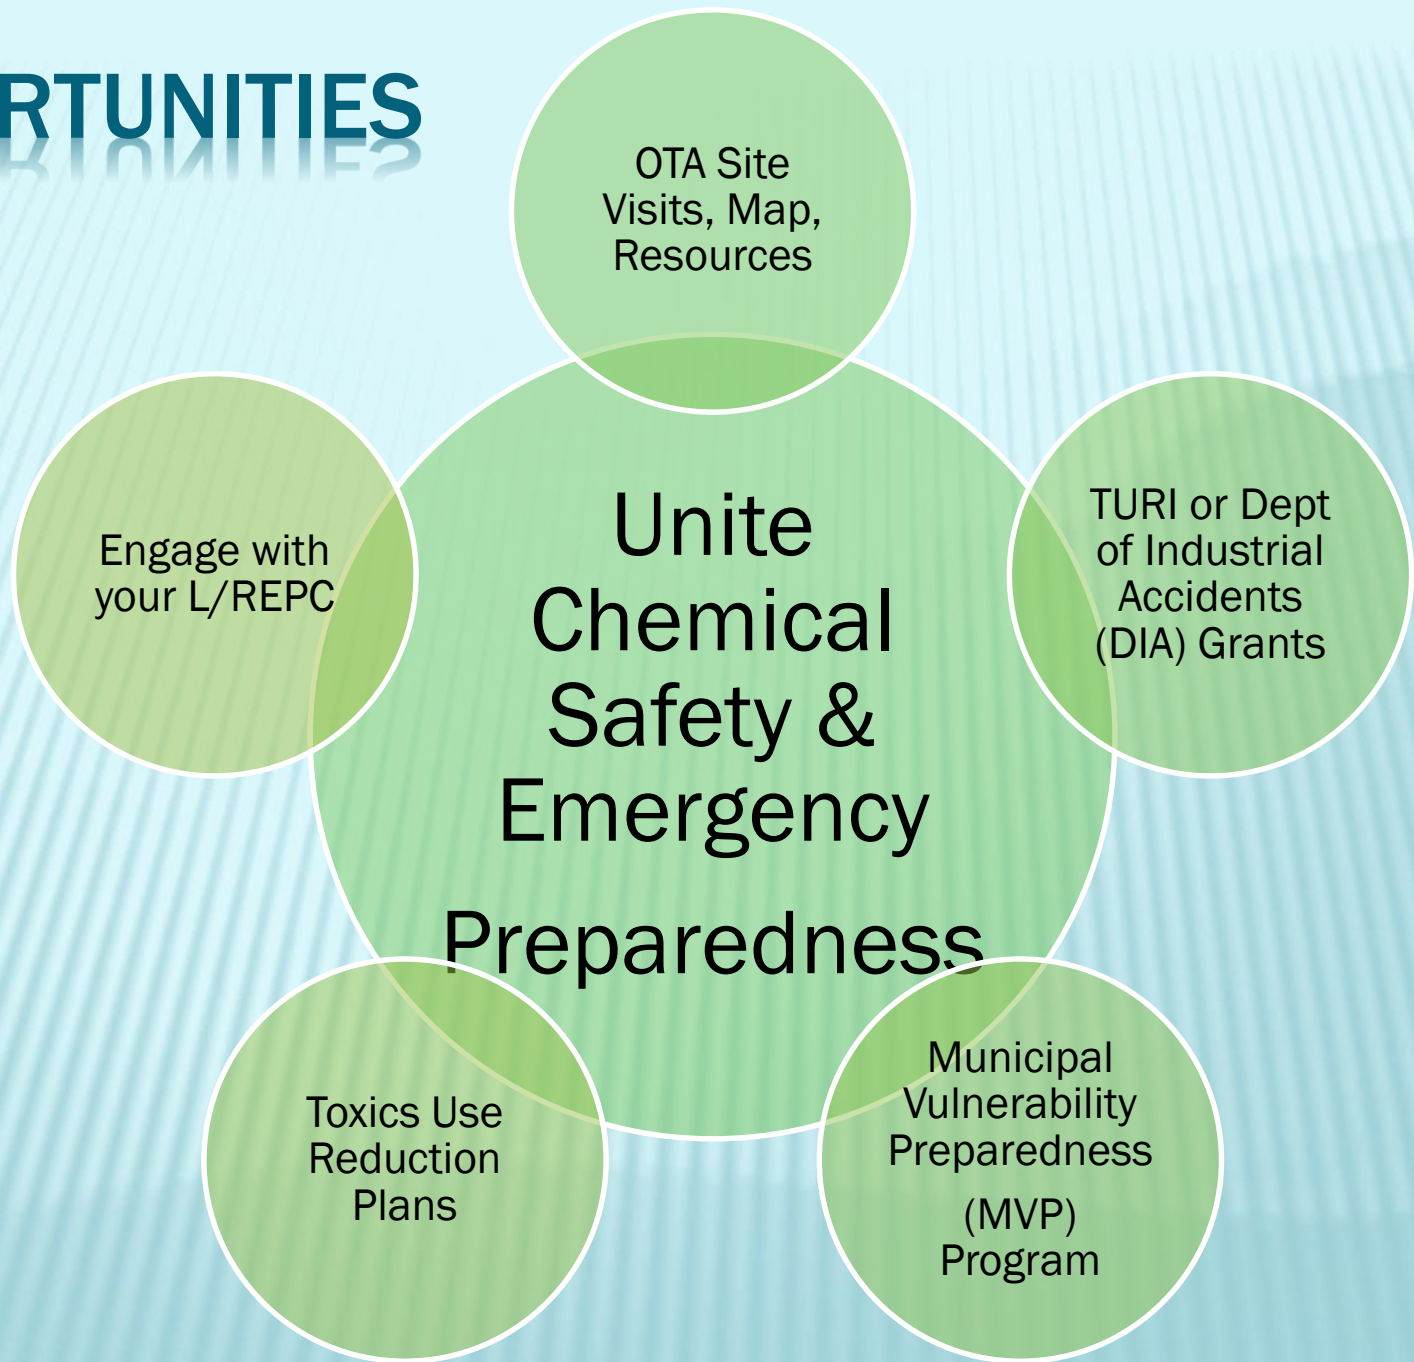 RTUNITIES
OTA Site
Visits, Map,
Resources
TURI or Dept
of Industrial
Accidents
(DIA) Grants
Municipal
Vulnerability
Preparedness
(MVP)
Program
Toxics Use
Reduction
Plans
Engage with
your L/REPC
Unite
Chemical
Safety &
Emergency
Preparedness